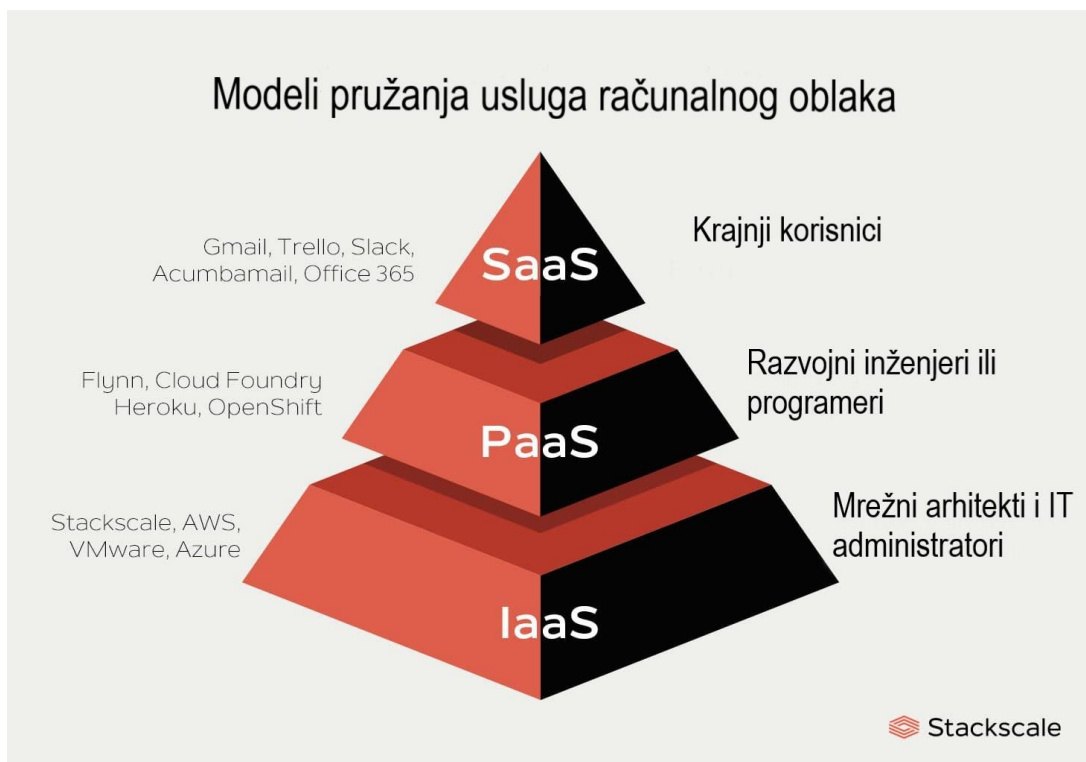 Modeli pružanja usluga računalnog oblaka
Gmail, Trello, Slack,
Acumbamail, Office 365
SaaS
Krajnji korisnici
Flynn, Cloud Foundry
Heroku, OpenShift
PaaS
Razvojni inženjeri ili
programeri
Stackscale, AWS,
VMware, Azure
IaaS
Mrežni arhitekti i IT
administratori
Stackscale